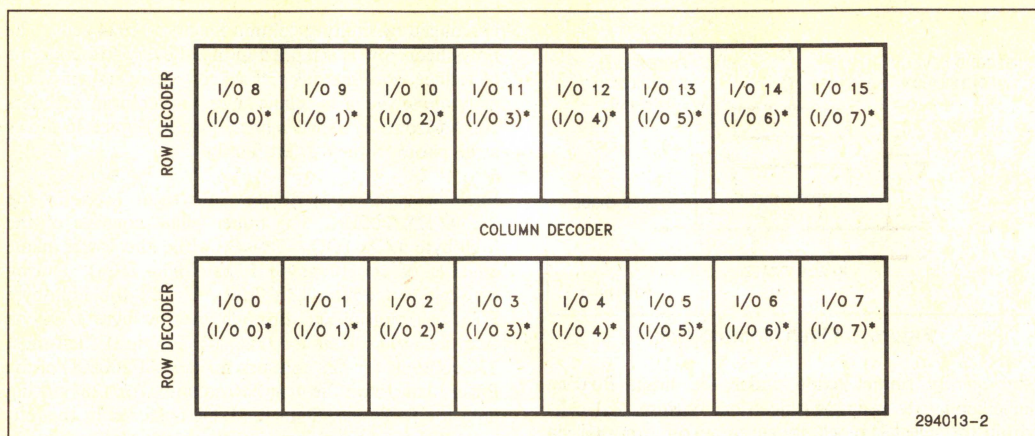 ROW DECODER
I/O 8 I/O 9 I/O 10 I/O 11 I/O 12 I/O 13 I/O 14 I/O 15
(I/O 0)* (I/O 1)* (I/O 2)* (I/O 3)* (I/O 4)* (I/O 5)* (I/O 6)* (I/O 7)*
COLUMN DECODER
ROW DECODER
I/O 0 I/O 1 I/O 2 I/O 3 I/O 4 I/O 5 I/O 6 I/O 7
(I/O 0)* (I/O 1)* (I/O 2)* (I/O 3)* (I/O 4)* (I/O 5)* (I/O 6)* (I/O 7)*
294013-2